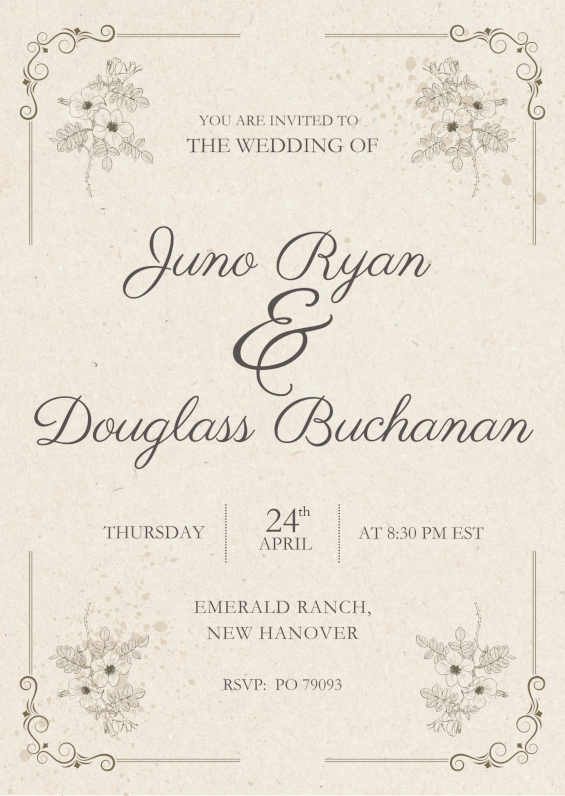 YOU ARE INVITED TO
THE WEDDING OF
Juno Ryan
&
Douglass Buchanan
THURSDAY
24th
APRIL
AT 8:30 PM EST
EMERALD RANCH,
NEW HANOVER
RSVP: PO 79093